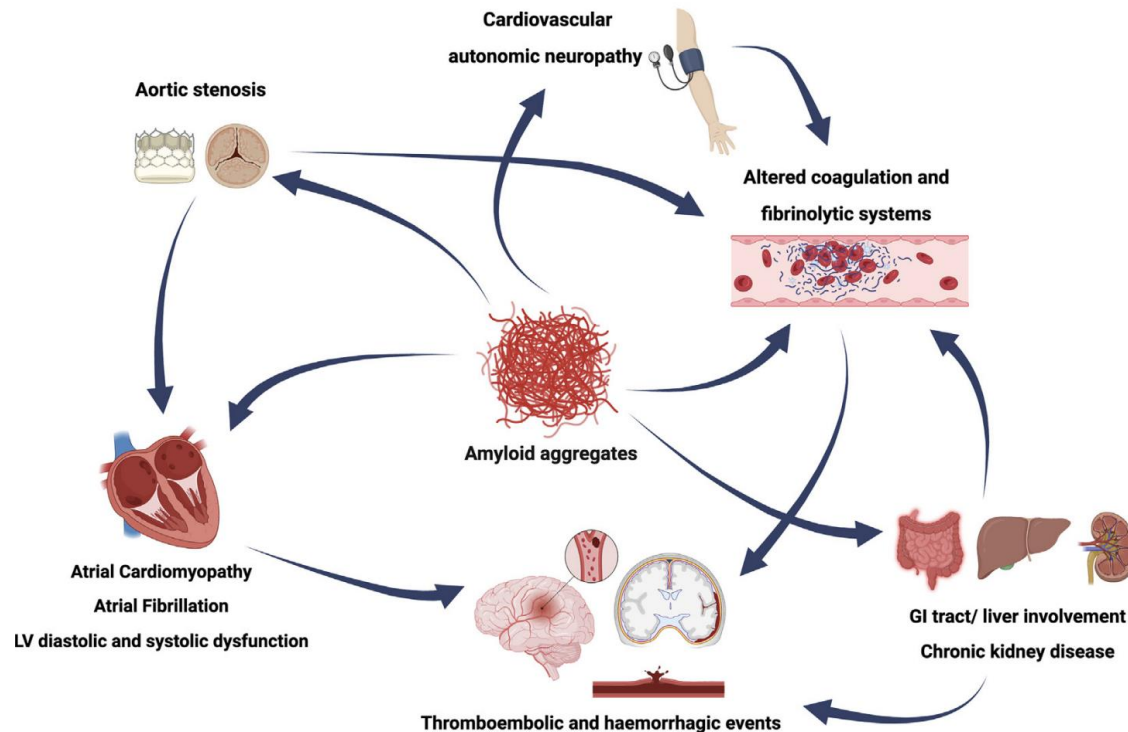 Cardiovascular
autonomic neuropathy
Aortic stenosis
Altered coagulation and
fibrinolytic systems
Amyloid aggregates
Atrial Cardiomyopathy
Atrial Fibrillation
LV diastolic and systolic dysfunction
GI tract/ liver involvement
Chronic kidney disease
Thromboembolic and haemorrhagic events